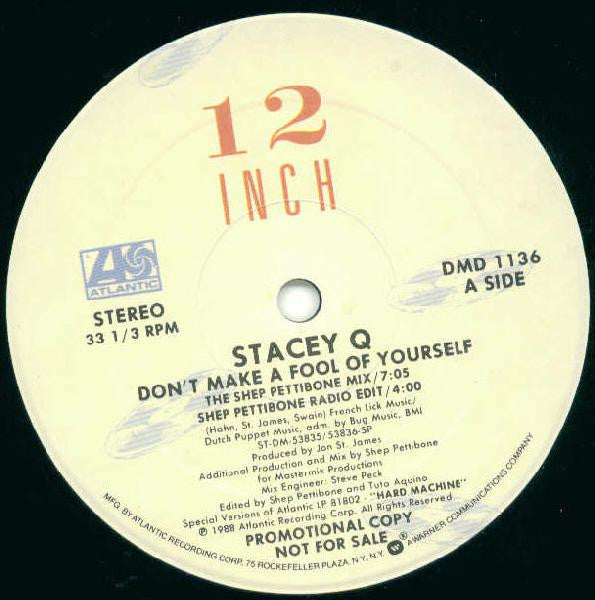 12
INCH
ATLANTIC
STEREO
33 1/3 RPM
DMD 1136
A SIDE
STACEY Q
DON'T MAKE A FOOL OF YOURSELF
THE SHEP PETTIBONE MIX/7:05
SHEP PETTIBONE RADIO EDIT/4:00
(Hahn, St. James, Swain) French Lick Music/
Dutch Puppet Music, adm. by Bug Music, BMI
ST-DM-53835/53836-SP
Produced by Jon St. James
Additional Production and Mix by Shep Pettibone
for Mastermix Productions
Mix Engineer: Steve Peck
Edited by Shep Pettibone and Tuta Aquino
Special Versions of Atlantic LP 81802 - "HARD MACHINE"
℗ 1988 Atlantic Recording Corp. All Rights Reserved
PROMOTIONAL COPY
NOT FOR SALE
MFG. BY ATLANTIC RECORDING CORP., 75 ROCKEFELLER PLAZA, N.Y., N.Y. ® A WARNER COMMUNICATIONS COMPANY